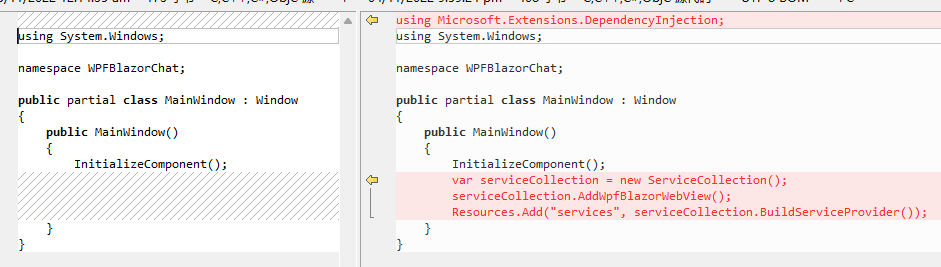 using System.Windows;
namespace WPFBlazorChat;
public partial class MainWindow : Window
{
    public MainWindow()
    {
        InitializeComponent();
    }
}
using Microsoft.Extensions.DependencyInjection;
using System.Windows;
namespace WPFBlazorChat;
public partial class MainWindow : Window
{
    public MainWindow()
    {
        InitializeComponent();
        var serviceCollection = new ServiceCollection();
        serviceCollection.AddWpfBlazorWebView();
        Resources.Add("services", serviceCollection.BuildServiceProvider());
    }
}